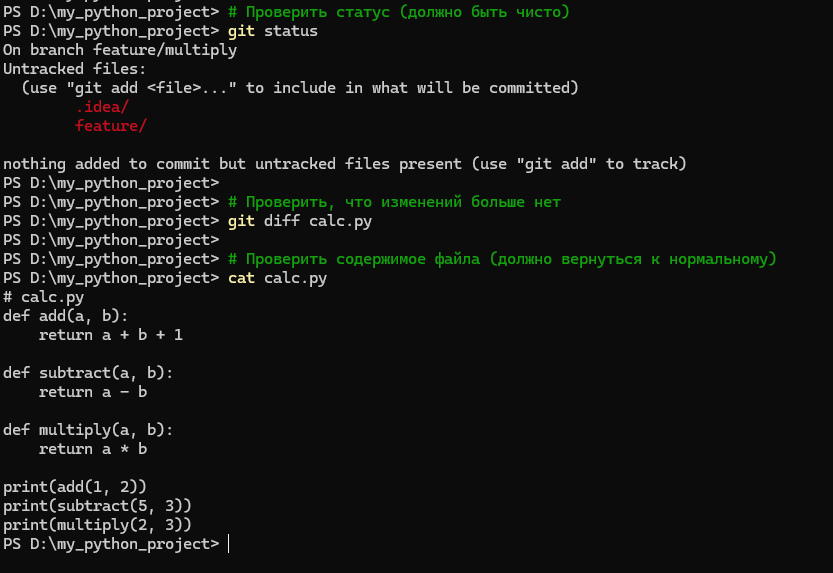 PS D:\my_python_project> # Проверить статус (должно быть чисто)
PS D:\my_python_project> git status
On branch feature/multiply
Untracked files:
  (use "git add <file>..." to include in what will be committed)
        .idea/
        feature/

nothing added to commit but untracked files present (use "git add" to track)
PS D:\my_python_project>
PS D:\my_python_project> # Проверить, что изменений больше нет
PS D:\my_python_project> git diff calc.py
PS D:\my_python_project>
PS D:\my_python_project> # Проверить содержимое файла (должно вернуться к нормальному)
PS D:\my_python_project> cat calc.py
# calc.py
def add(a, b):
    return a + b + 1

def subtract(a, b):
    return a - b

def multiply(a, b):
    return a * b

print(add(1, 2))
print(subtract(5, 3))
print(multiply(2, 3))
PS D:\my_python_project>